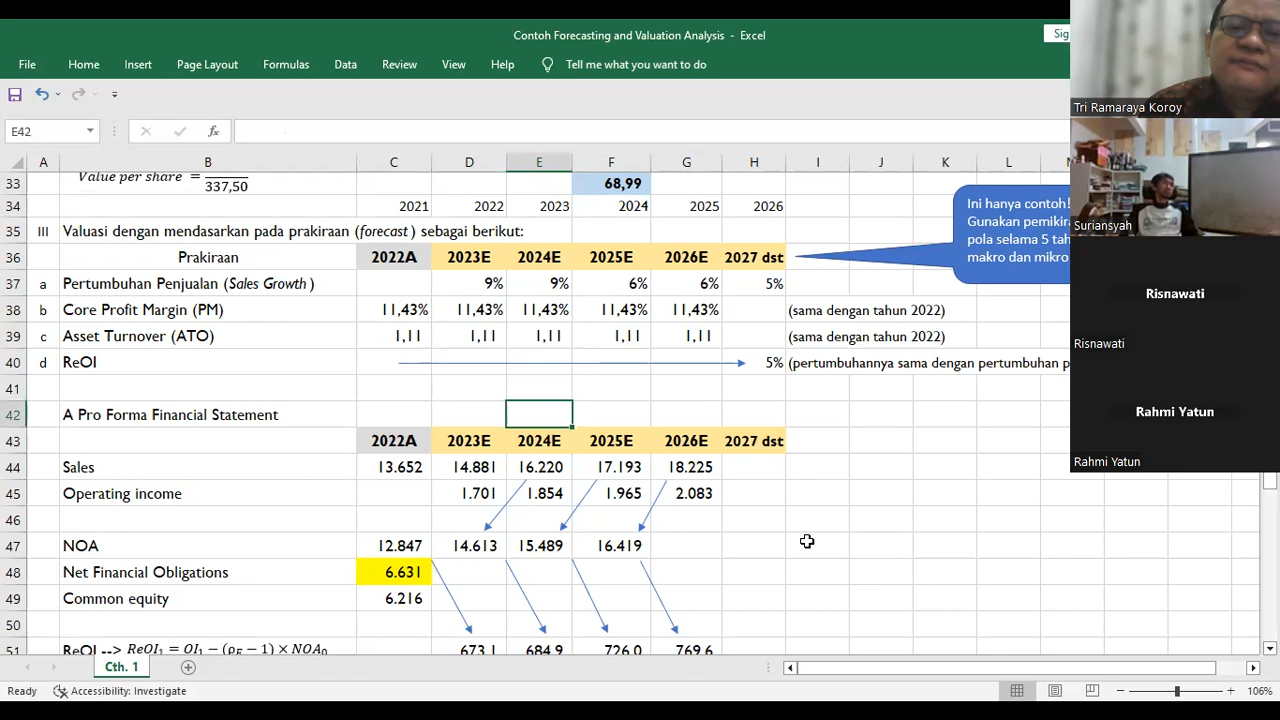 Contoh Forecasting and Valuation Analysis - Excel
Sig
File Home Insert Page Layout Formulas Data Review View Help Tell me what you want to do
Tri Ramaraya Koroy
E42 fx
A B C D E F G H I J K L M
33 Value per share = 337,50 68,99
34 2021 2022 2023 2024 2025 2026
35 III Valuasi dengan mendasarkan pada prakiraan (forecast) sebagai berikut:
36 Prakiraan 2022A 2023E 2024E 2025E 2026E 2027 dst
37 a Pertumbuhan Penjualan (Sales Growth) 9% 9% 6% 6% 5%
38 b Core Profit Margin (PM) 11,43% 11,43% 11,43% 11,43% 11,43% (sama dengan tahun 2022)
39 c Asset Turnover (ATO) 1,11 1,11 1,11 1,11 1,11 (sama dengan tahun 2022)
40 d ReOI 5% (pertumbuhannya sama dengan pertumbuhan p
Ini hanya contoh!
Gunakan pemikira
pola selama 5 tah
makro dan mikro
41
42 A Pro Forma Financial Statement
43 2022A 2023E 2024E 2025E 2026E 2027 dst
44 Sales 13.652 14.881 16.220 17.193 18.225
45 Operating income 1.701 1.854 1.965 2.083
46
47 NOA 12.847 14.613 15.489 16.419
48 Net Financial Obligations 6.631
49 Common equity 6.216
50
51 ReOI --> ReOI₁ = OI₁ − (ρF − 1) × NOA₀ 673,1 684,9 726,0 769,6
Suriansyah
Risnawati
Risnawati
Rahmi Yatun
Rahmi Yatun
Cth. 1
Ready Accessibility: Investigate 106%